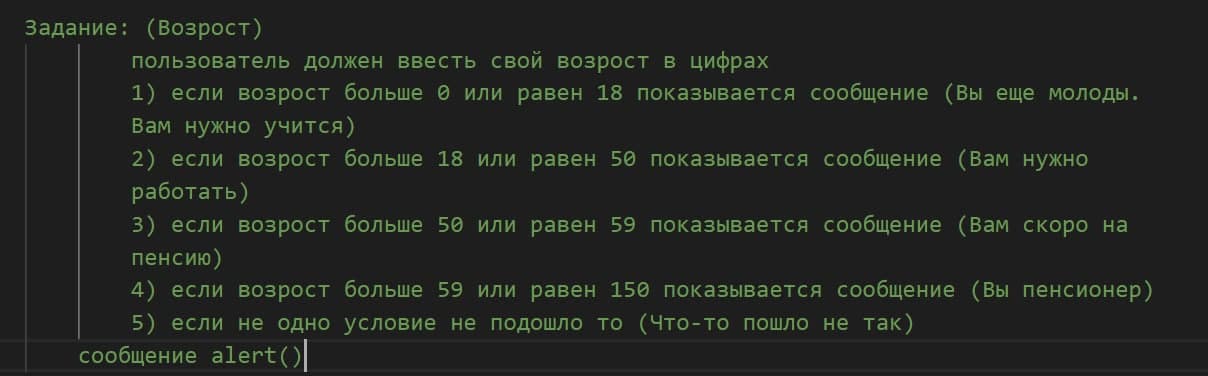 Задание: (Возрост)
пользователь должен ввесть свой возрост в цифрах
1) если возрост больше 0 или равен 18 показывается сообщение (Вы еще молоды.
Вам нужно учится)
2) если возрост больше 18 или равен 50 показывается сообщение (Вам нужно
работать)
3) если возрост больше 50 или равен 59 показывается сообщение (Вам скоро на
пенсию)
4) если возрост больше 59 или равен 150 показывается сообщение (Вы пенсионер)
5) если не одно условие не подошло то (Что-то пошло не так)
сообщение alert()